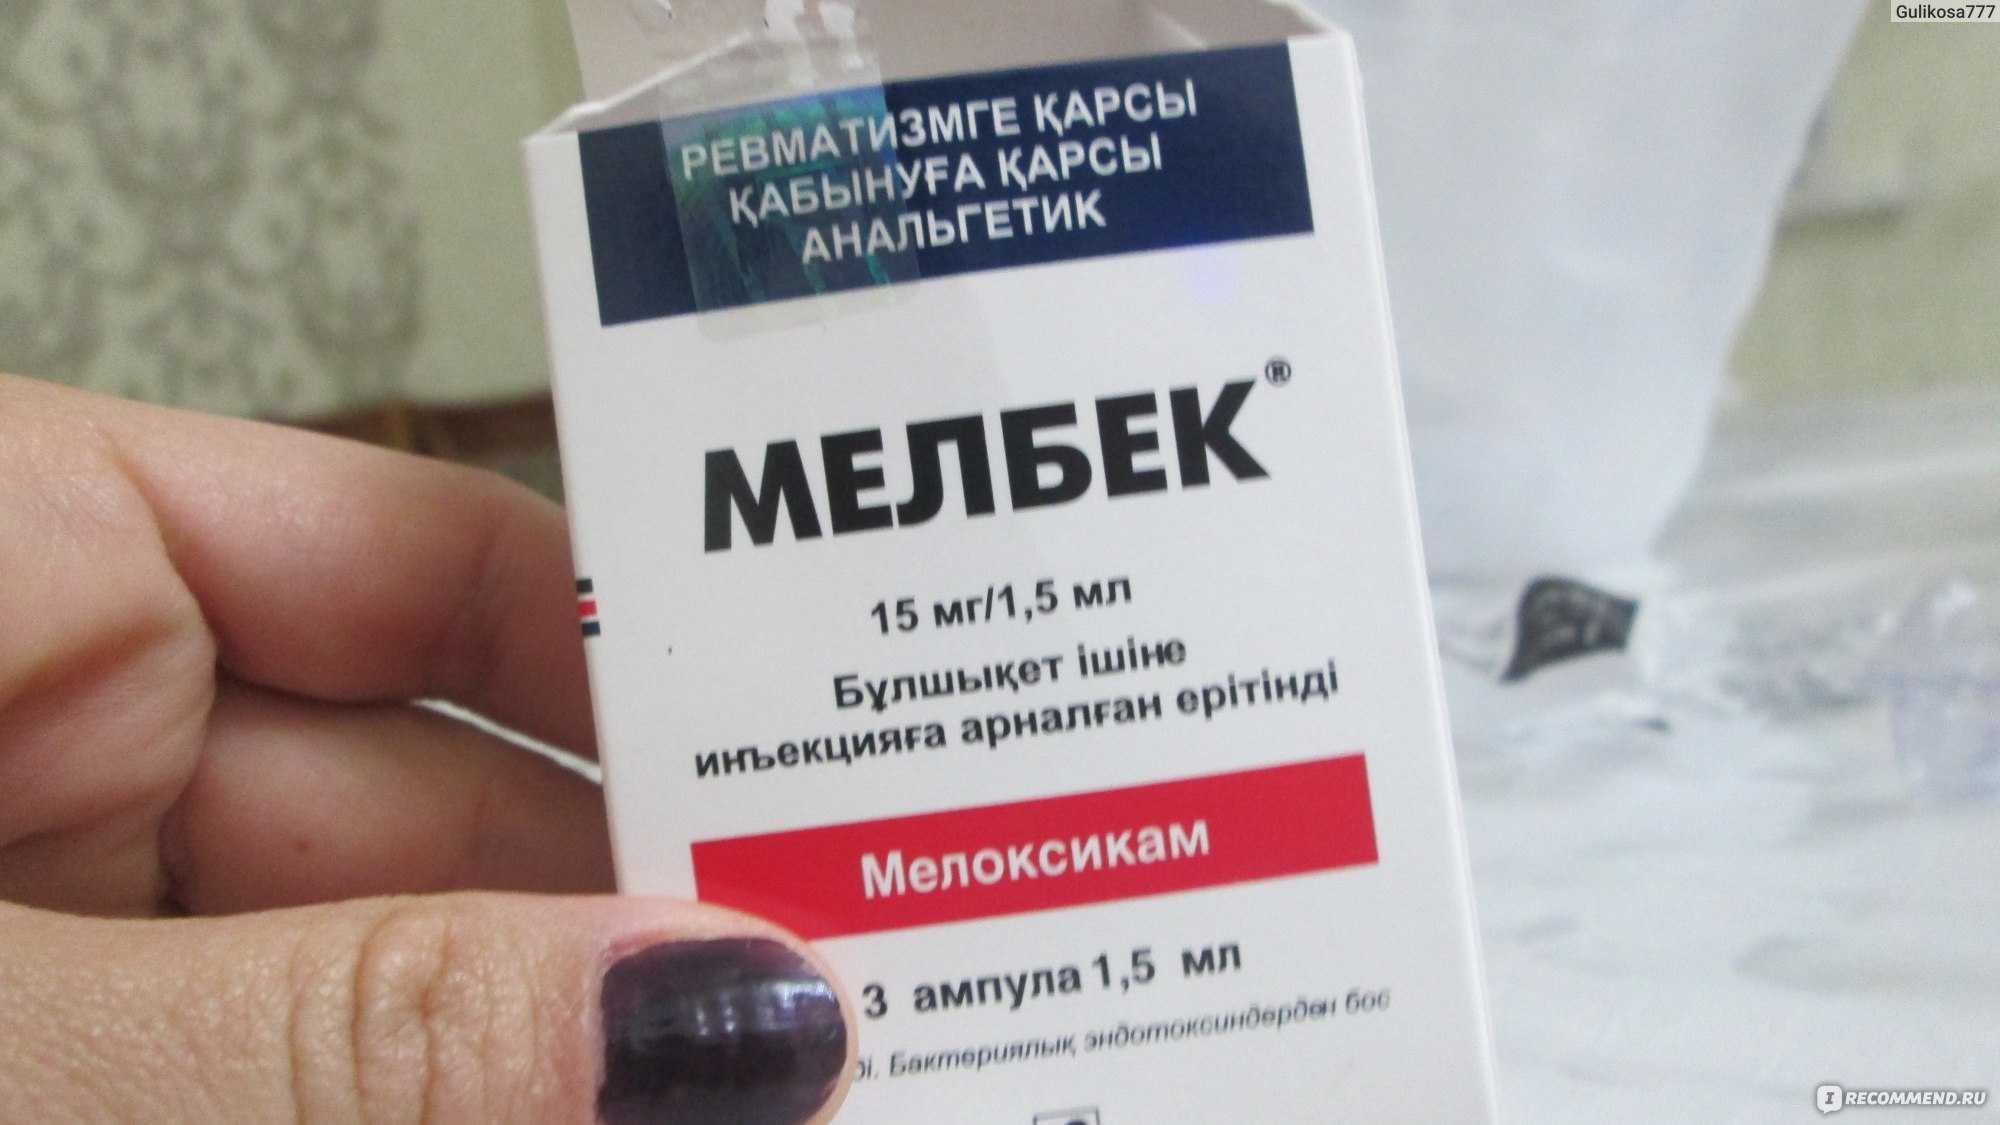 Gulikosa777
РЕВМАТИЗМГЕ ҚАРСЫ
ҚАБЫНУҒА ҚАРСЫ
АНАЛЬГЕТИК
МЕЛБЕК®
15 мг/1,5 мл
Бұлшықет ішіне
инъекцияға арналған ерітінді
Мелоксикам
3 ампула 1,5 мл
Бактериялық эндотоксиндерден бос
I RECOMMEND.RU